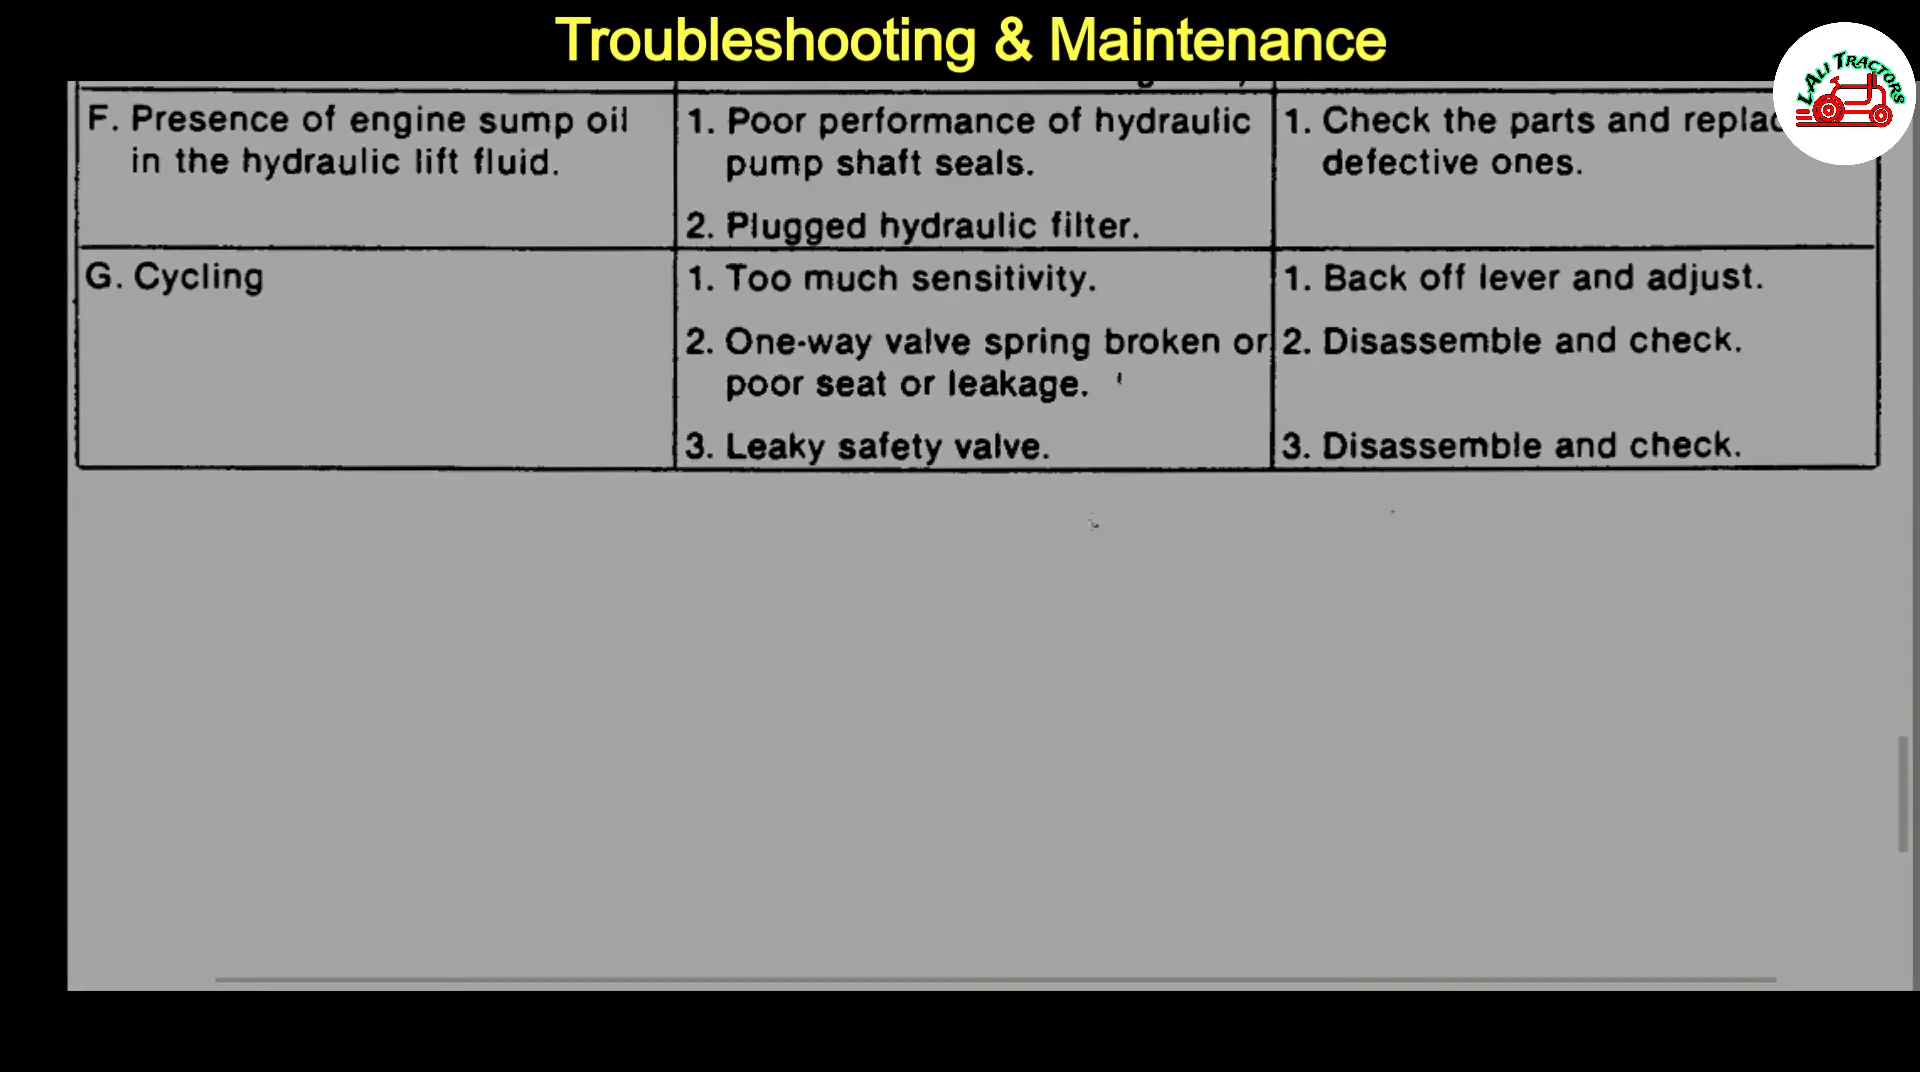 Troubleshooting & Maintenance
LALI TRACTORS
F. Presence of engine sump oil
in the hydraulic lift fluid.
1. Poor performance of hydraulic
pump shaft seals.
2. Plugged hydraulic filter.
1. Check the parts and replac
defective ones.
G. Cycling
1. Too much sensitivity.
2. One-way valve spring broken or
poor seat or leakage.
3. Leaky safety valve.
1. Back off lever and adjust.
2. Disassemble and check.
3. Disassemble and check.